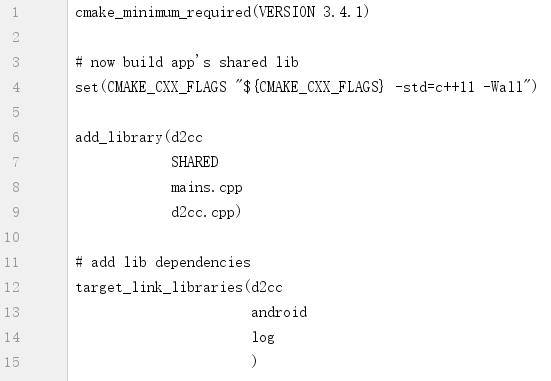 1 cmake_minimum_required(VERSION 3.4.1)
2
3 # now build app's shared lib
4 set(CMAKE_CXX_FLAGS "${CMAKE_CXX_FLAGS} -std=c++11 -Wall")
5
6 add_library(d2cc
7 SHARED
8 mains.cpp
9 d2cc.cpp)
10
11 # add lib dependencies
12 target_link_libraries(d2cc
13 android
14 log
15 )